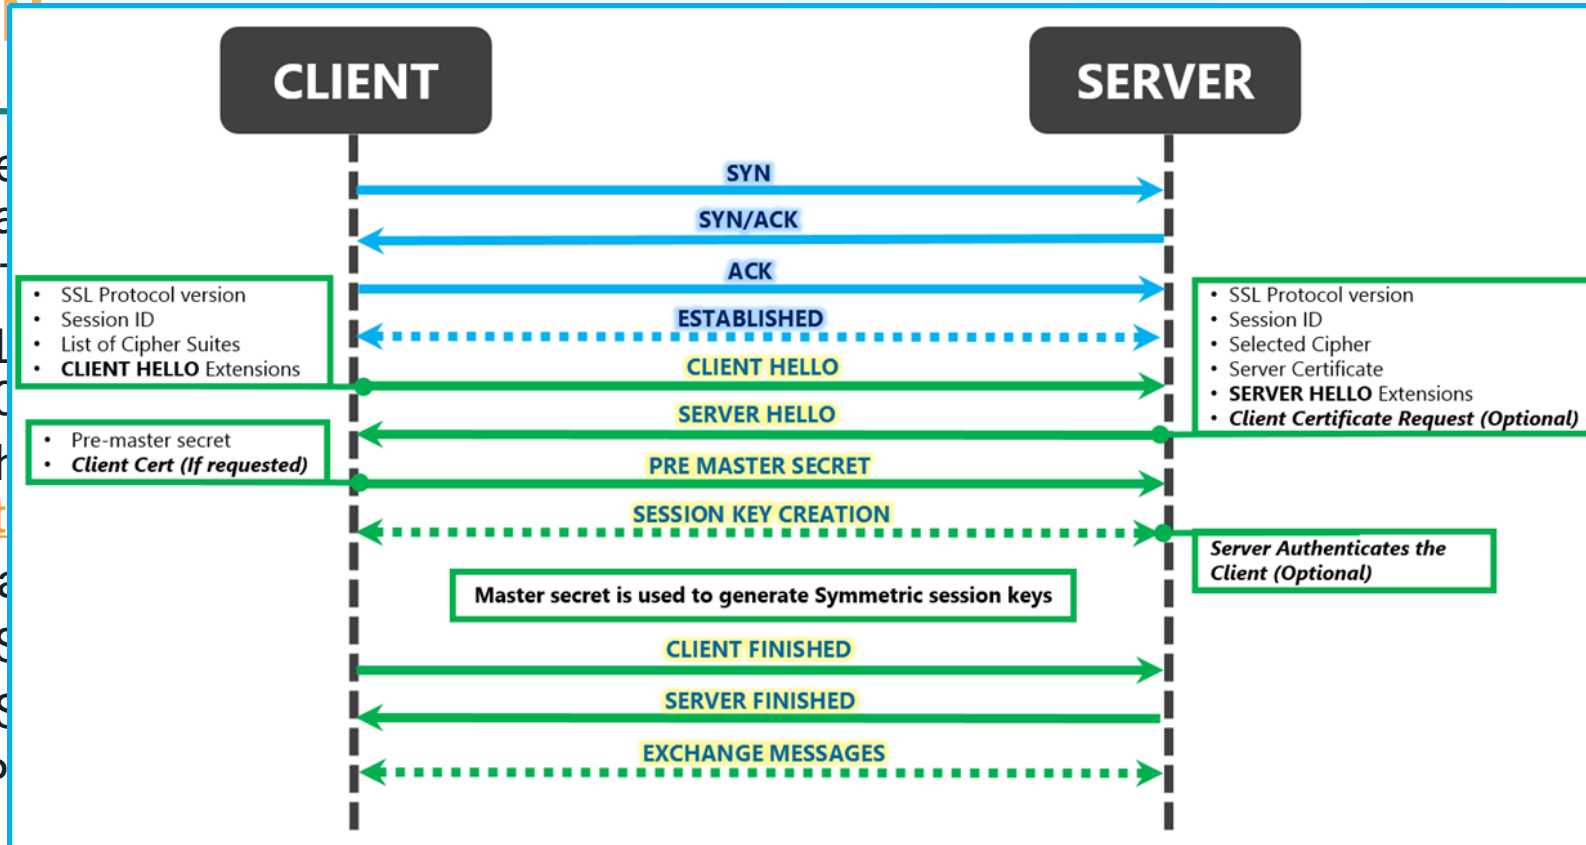 CLIENT
SERVER
SYN
SYN/ACK
ACK
ESTABLISHED
• SSL Protocol version
• Session ID
• List of Cipher Suites
• CLIENT HELLO Extensions
• SSL Protocol version
• Session ID
• Selected Cipher
• Server Certificate
• SERVER HELLO Extensions
• Client Certificate Request (Optional)
CLIENT HELLO
SERVER HELLO
• Pre-master secret
• Client Cert (If requested)
PRE MASTER SECRET
SESSION KEY CREATION
Server Authenticates the
Client (Optional)
Master secret is used to generate Symmetric session keys
CLIENT FINISHED
SERVER FINISHED
EXCHANGE MESSAGES